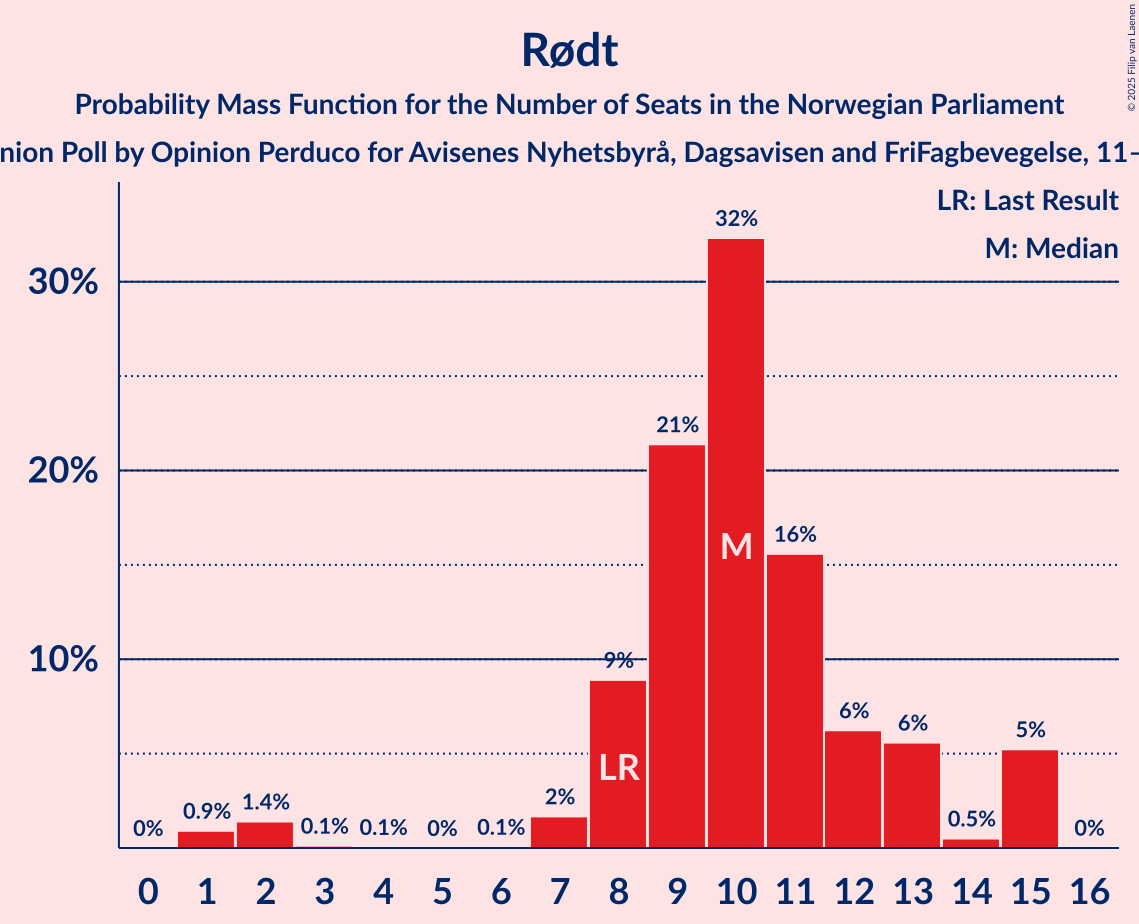 Rødt
Probability Mass Function for the Number of Seats in the Norwegian Parliament
nion Poll by Opinion Perduco for Avisenes Nyhetsbyrå, Dagsavisen and FriFagbevegelse, 11–
© 2025 Filip van Laenen
LR: Last Result
M: Median
30%
20%
10%
0%
0.9%
1.4%
0.1%
0.1%
0%
0.1%
2%
9%
21%
32%
16%
6%
6%
0.5%
5%
0%
LR
M
0 1 2 3 4 5 6 7 8 9 10 11 12 13 14 15 16